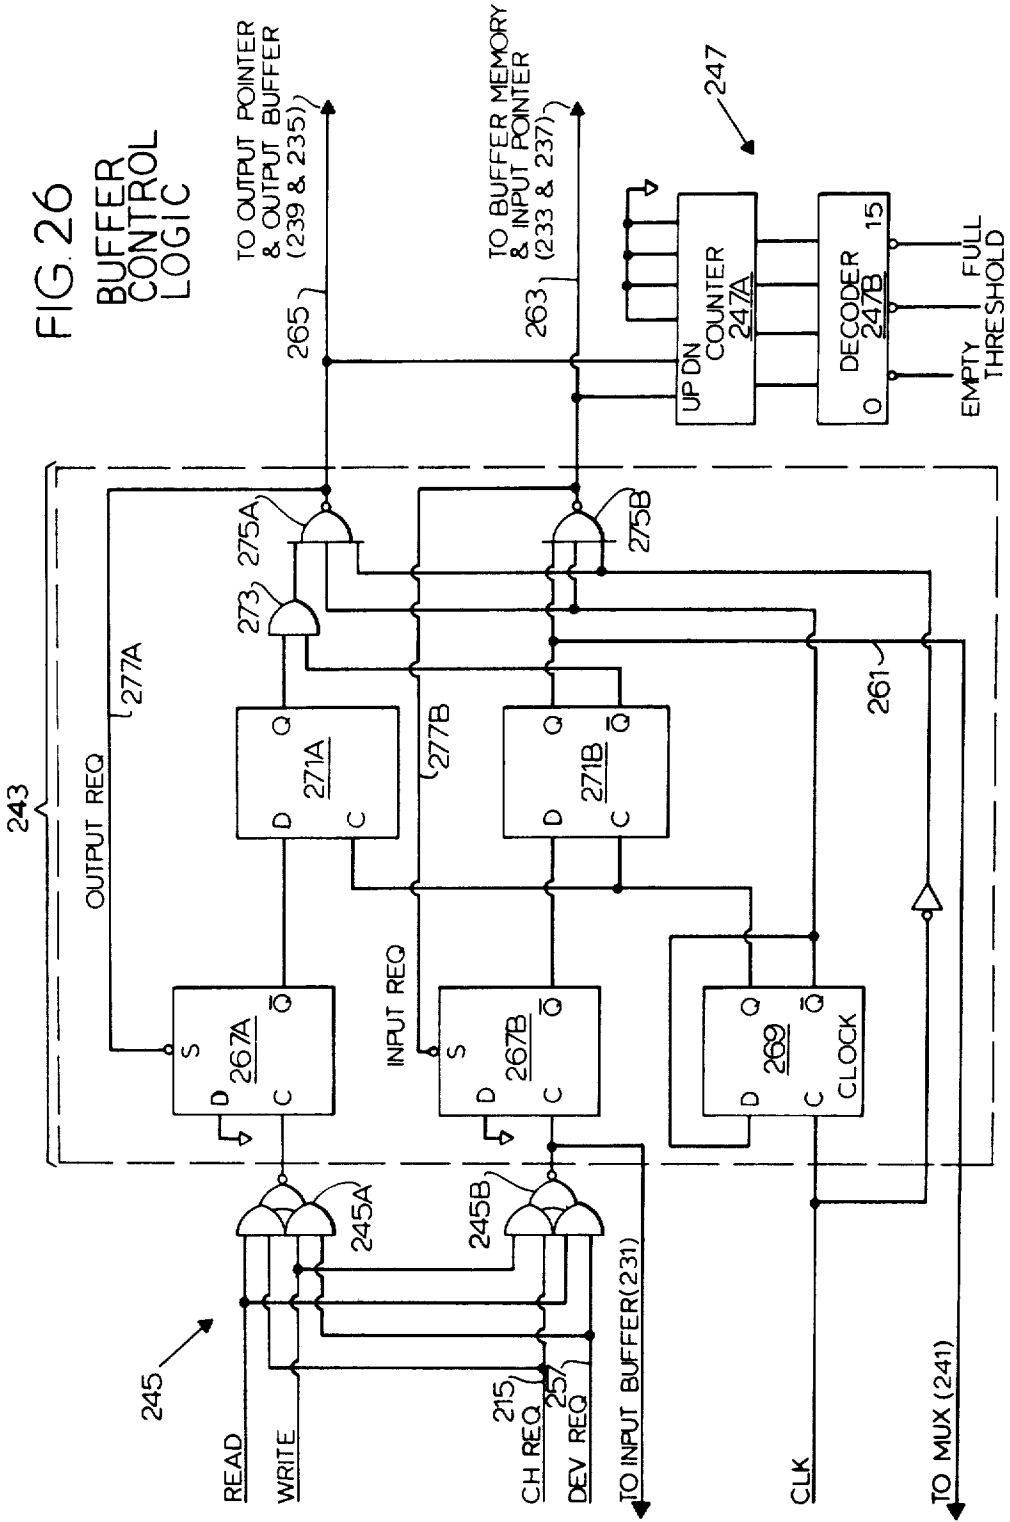 FIG. 26
BUFFER
CONTROL
LOGIC
TO OUTPUT POINTER
& OUTPUT BUFFER
(239 & 235)
TO BUFFER MEMORY
& INPUT POINTER
(233 & 237)
247
265
263
UP DN
COUNTER
247A
DECODER
247B
0
15
EMPTY
THRESHOLD
FULL
243
275A
275B
273
277A
277B
261
OUTPUT REQ
INPUT REQ
271A
D
C
Q
271B
D
C
Q
Q̅
267A
S
D
C
Q̅
267B
S
D
C
Q̅
269
CLOCK
D
C
Q
Q̅
245
245A
245B
READ
WRITE
215
CH REQ
25
DEV REQ
TO INPUT BUFFER (231)
CLK
TO MUX (241)